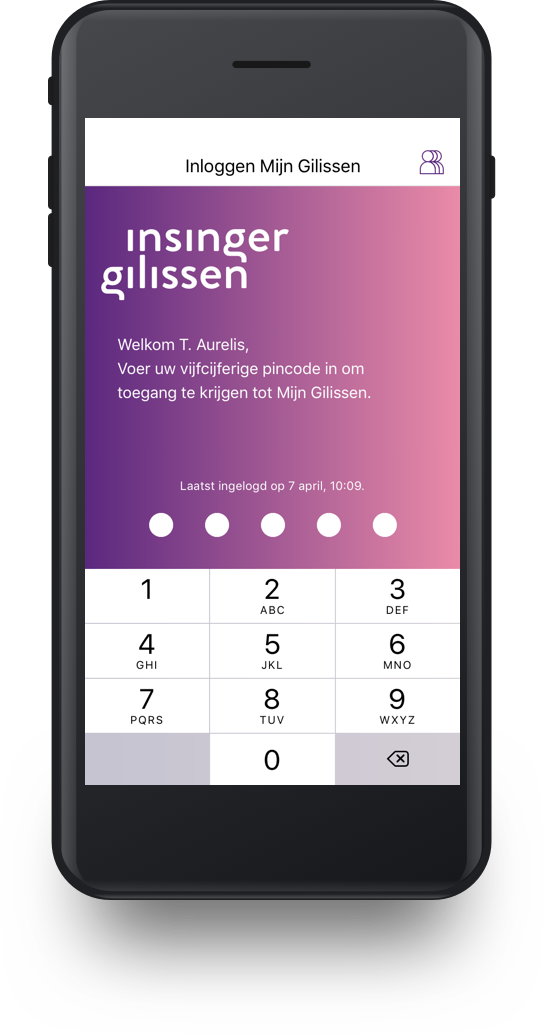 Inloggen Mijn Gilissen
insinger
gilissen
Welkom T. Aurelis,
Voer uw vijfcijferige pincode in om
toegang te krijgen tot Mijn Gilissen.
Laatst ingelogd op 7 april, 10:09.
1 2 3
ABC DEF
4 5 6
GHI JKL MNO
7 8 9
PQRS TUV WXYZ
0